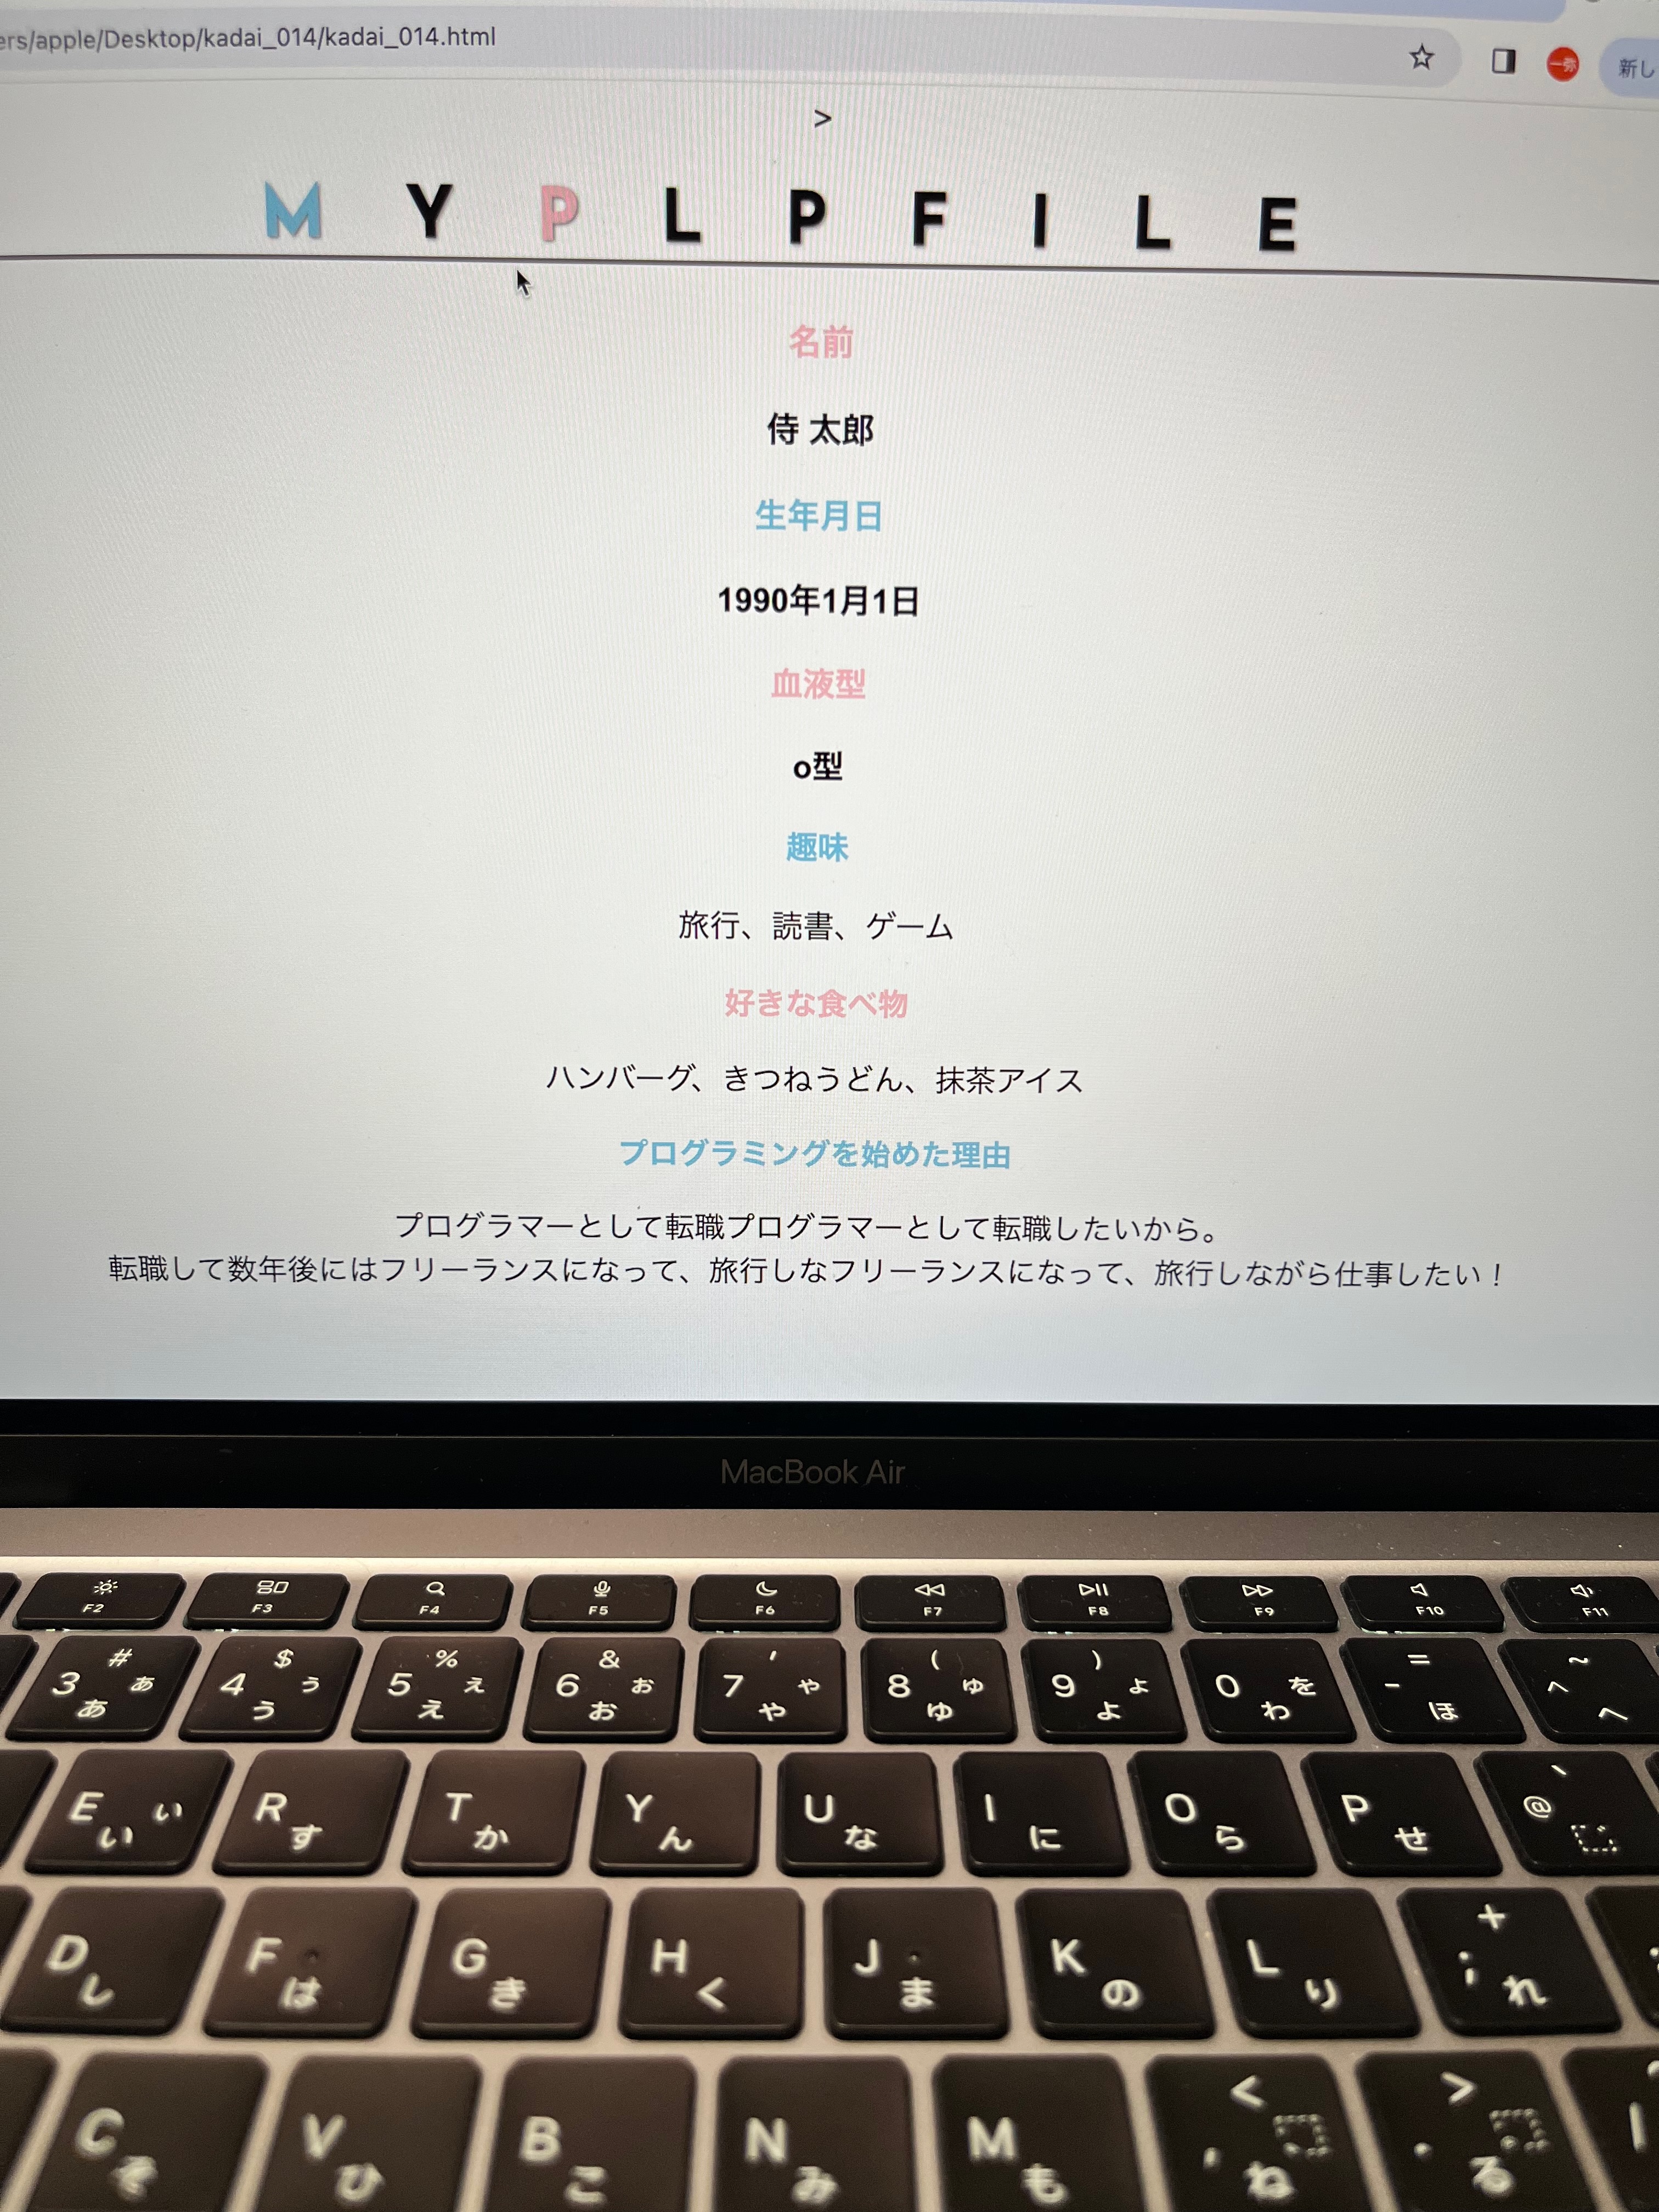 ers/apple/Desktop/kadai_014/kadai_014.html
一弥
新し
>
M Y P L P F I L E
名前
侍 太郎
生年月日
1990年1月1日
血液型
o型
趣味
旅行、読書、ゲーム
好きな食べ物
ハンバーグ、きつねうどん、抹茶アイス
プログラミングを始めた理由
プログラマーとして転職プログラマーとして転職したいから。
転職して数年後にはフリーランスになって、旅行しなフリーランスになって、旅行しながら仕事したい！
MacBook Air
F2 F3 F4 F5 F6 F7 F8 F9 F10 F11
# $ % & ' ( ) = ~
3 ぁ 4 ぅ 5 ぇ 6 ぉ 7 ゃ 8 ゅ 9 ょ 0 を - ^
あ う え お や ゆ よ わ ほ へ
E ぃ R T Y U I O P @ `
い す か ん な に ら せ
D F G H J K L ; +
し は き く ま の り れ
C V B N M , < . >
そ ひ こ み も ね る